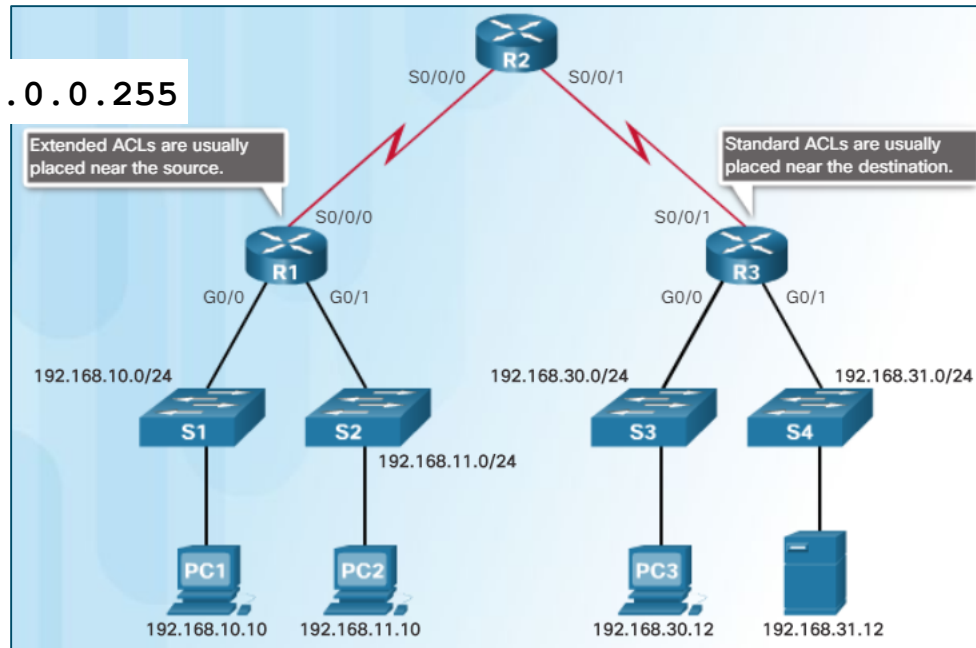 R2
S0/0/0
S0/0/1
.0.0.255
Extended ACLs are usually
placed near the source.
Standard ACLs are usually
placed near the destination.
S0/0/0
S0/0/1
R1
R3
G0/0
G0/1
G0/0
G0/1
192.168.10.0/24
192.168.30.0/24
192.168.31.0/24
S1
S2
S3
S4
192.168.11.0/24
PC1
PC2
PC3
192.168.10.10
192.168.11.10
192.168.30.12
192.168.31.12